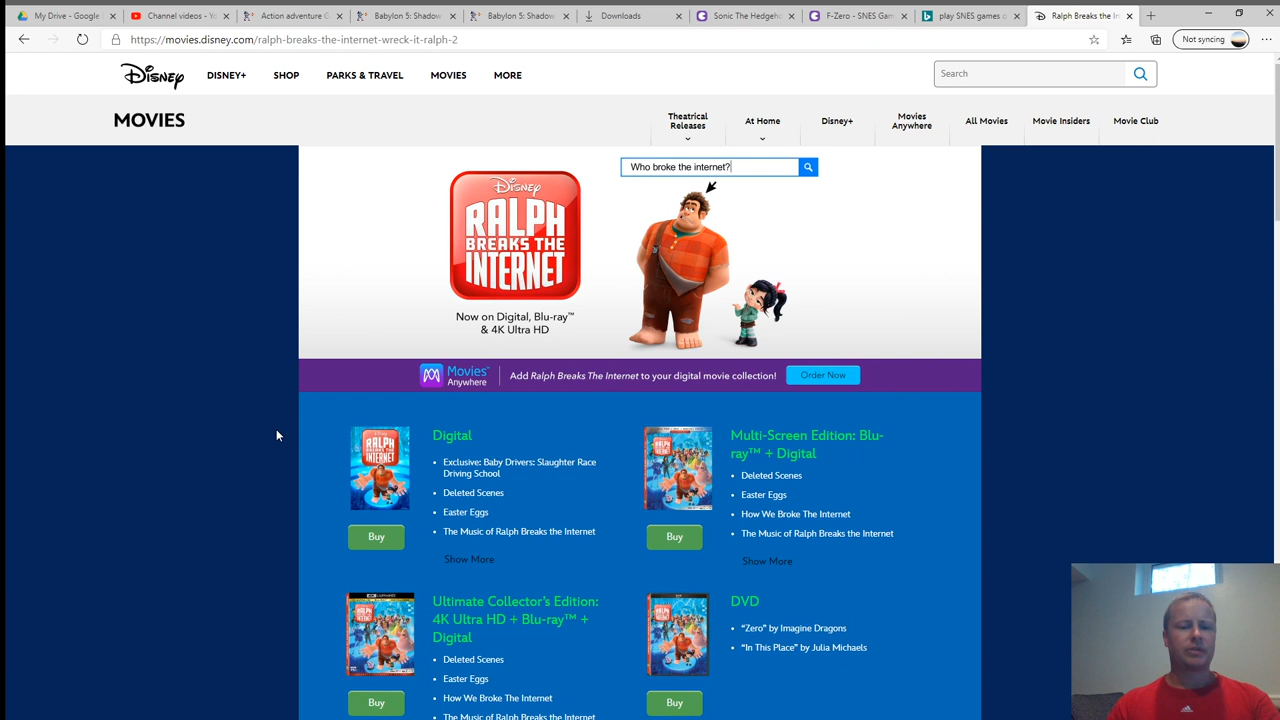 My Drive - Google
Channel videos - Yo
Action adventure G
Babylon 5: Shadow
Babylon 5: Shadow
Downloads
Sonic The Hedgeho
F-Zero - SNES Gam
play SNES games o
Ralph Breaks the In
https://movies.disney.com/ralph-breaks-the-internet-wreck-it-ralph-2
Not syncing
Disney
DISNEY+
SHOP
PARKS & TRAVEL
MOVIES
MORE
Search
MOVIES
Theatrical
Releases
At Home
Disney+
Movies
Anywhere
All Movies
Movie Insiders
Movie Club
Who broke the internet?
Disney
RALPH
BREAKS THE
INTERNET
Now on Digital, Blu-ray™
& 4K Ultra HD
Movies
Anywhere
Add Ralph Breaks The Internet to your digital movie collection!
Order Now
Digital
• Exclusive: Baby Drivers: Slaughter Race
Driving School
• Deleted Scenes
• Easter Eggs
• The Music of Ralph Breaks the Internet
Show More
Buy
Multi-Screen Edition: Blu-
ray™ + Digital
• Deleted Scenes
• Easter Eggs
• How We Broke The Internet
• The Music of Ralph Breaks the Internet
Show More
Buy
Ultimate Collector's Edition:
4K Ultra HD + Blu-ray™ +
Digital
• Deleted Scenes
• Easter Eggs
• How We Broke The Internet
• The Music of Ralph Breaks the Internet
Buy
DVD
• "Zero" by Imagine Dragons
• "In This Place" by Julia Michaels
Buy